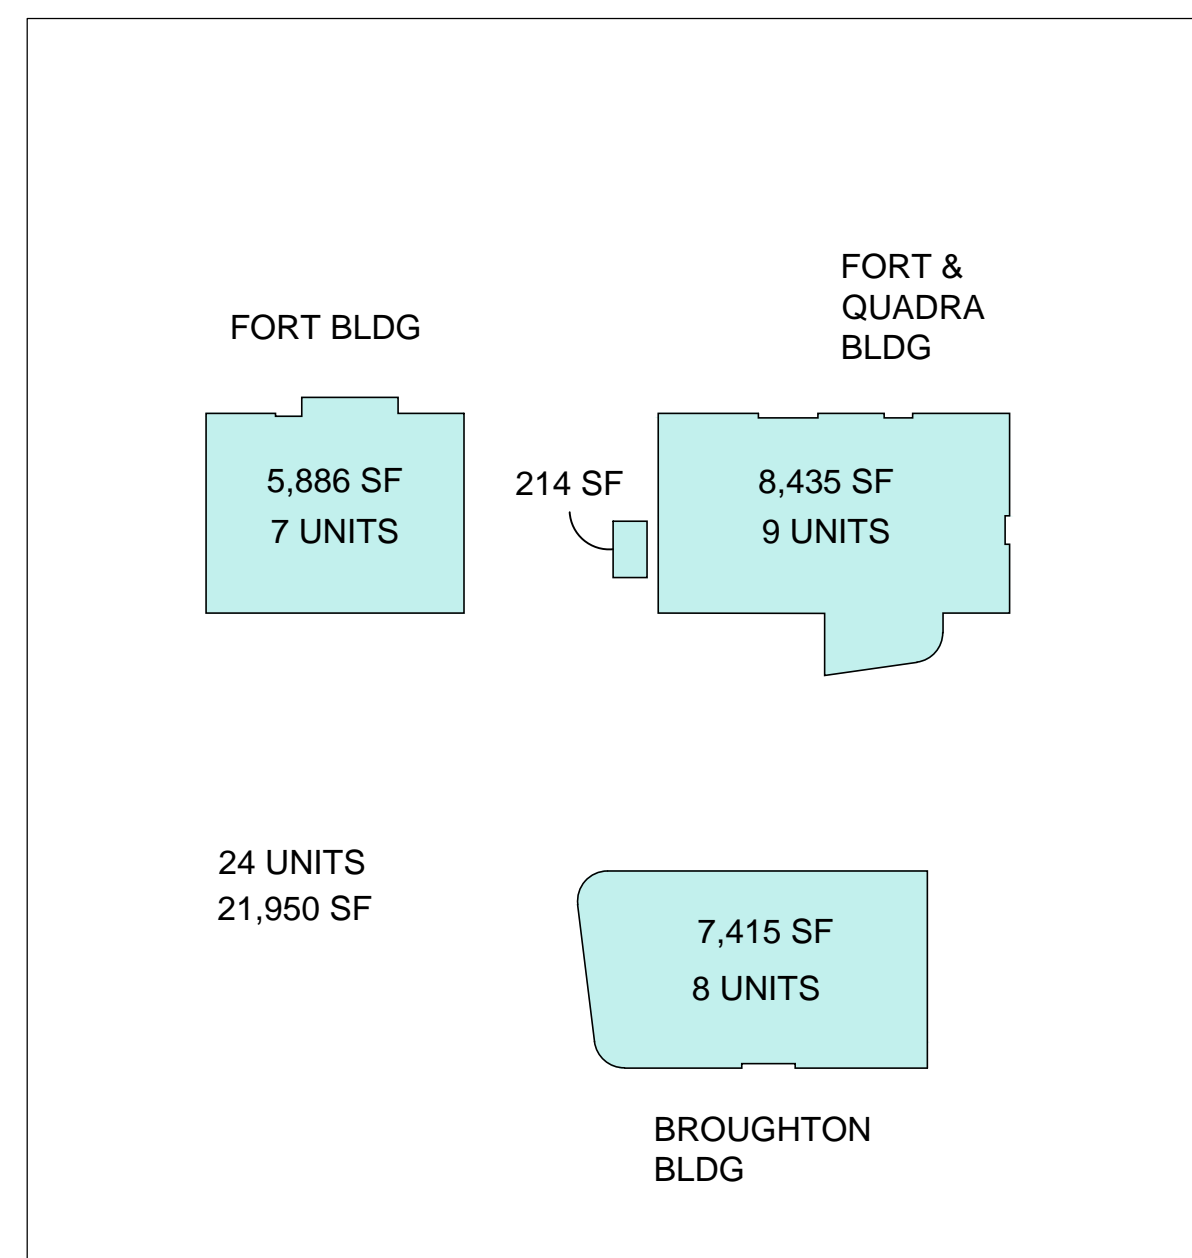 FORT &
QUADRA
BLDG
FORT BLDG
5,886 SF
7 UNITS
214 SF
8,435 SF
9 UNITS
24 UNITS
21,950 SF
7,415 SF
8 UNITS
BROUGHTON
BLDG